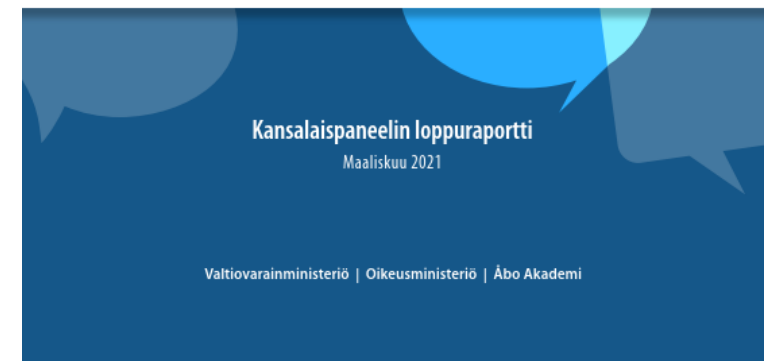 Kansalaispaneelin loppuraportti
Maaliskuu 2021
Valtiovarainministeriö | Oikeusministeriö | Åbo Akademi